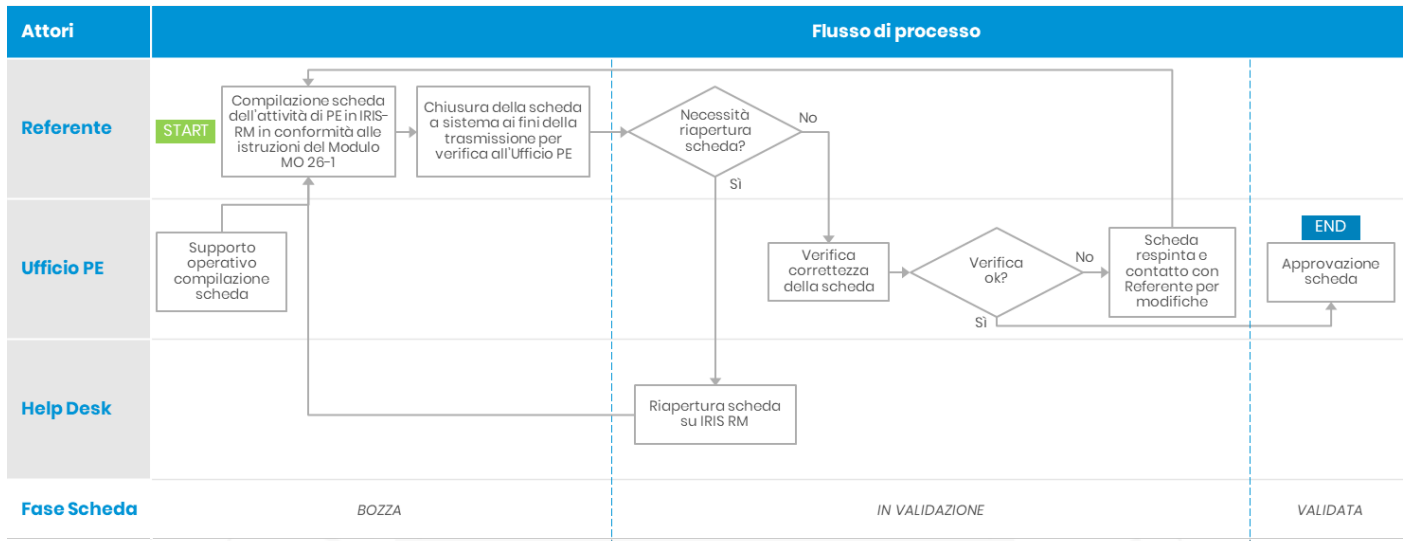 Attori
Flusso di processo
Referente
START
Compilazione scheda
dell'attività di PE in IRIS-
RM in conformità alle
istruzioni del Modulo
MO 26-1
Chiusura della scheda
a sistema ai fini della
trasmissione per
verifica all'Ufficio PE
Necessità
riapertura
scheda?
No
Sì
Ufficio PE
Supporto
operativo
compilazione
scheda
Verifica
correttezza
della scheda
Verifica
ok?
No
Sì
Scheda
respinta e
contatto con
Referente per
modifiche
END
Approvazione
scheda
Help Desk
Riapertura scheda
su IRIS RM
Fase Scheda
BOZZA
IN VALIDAZIONE
VALIDATA